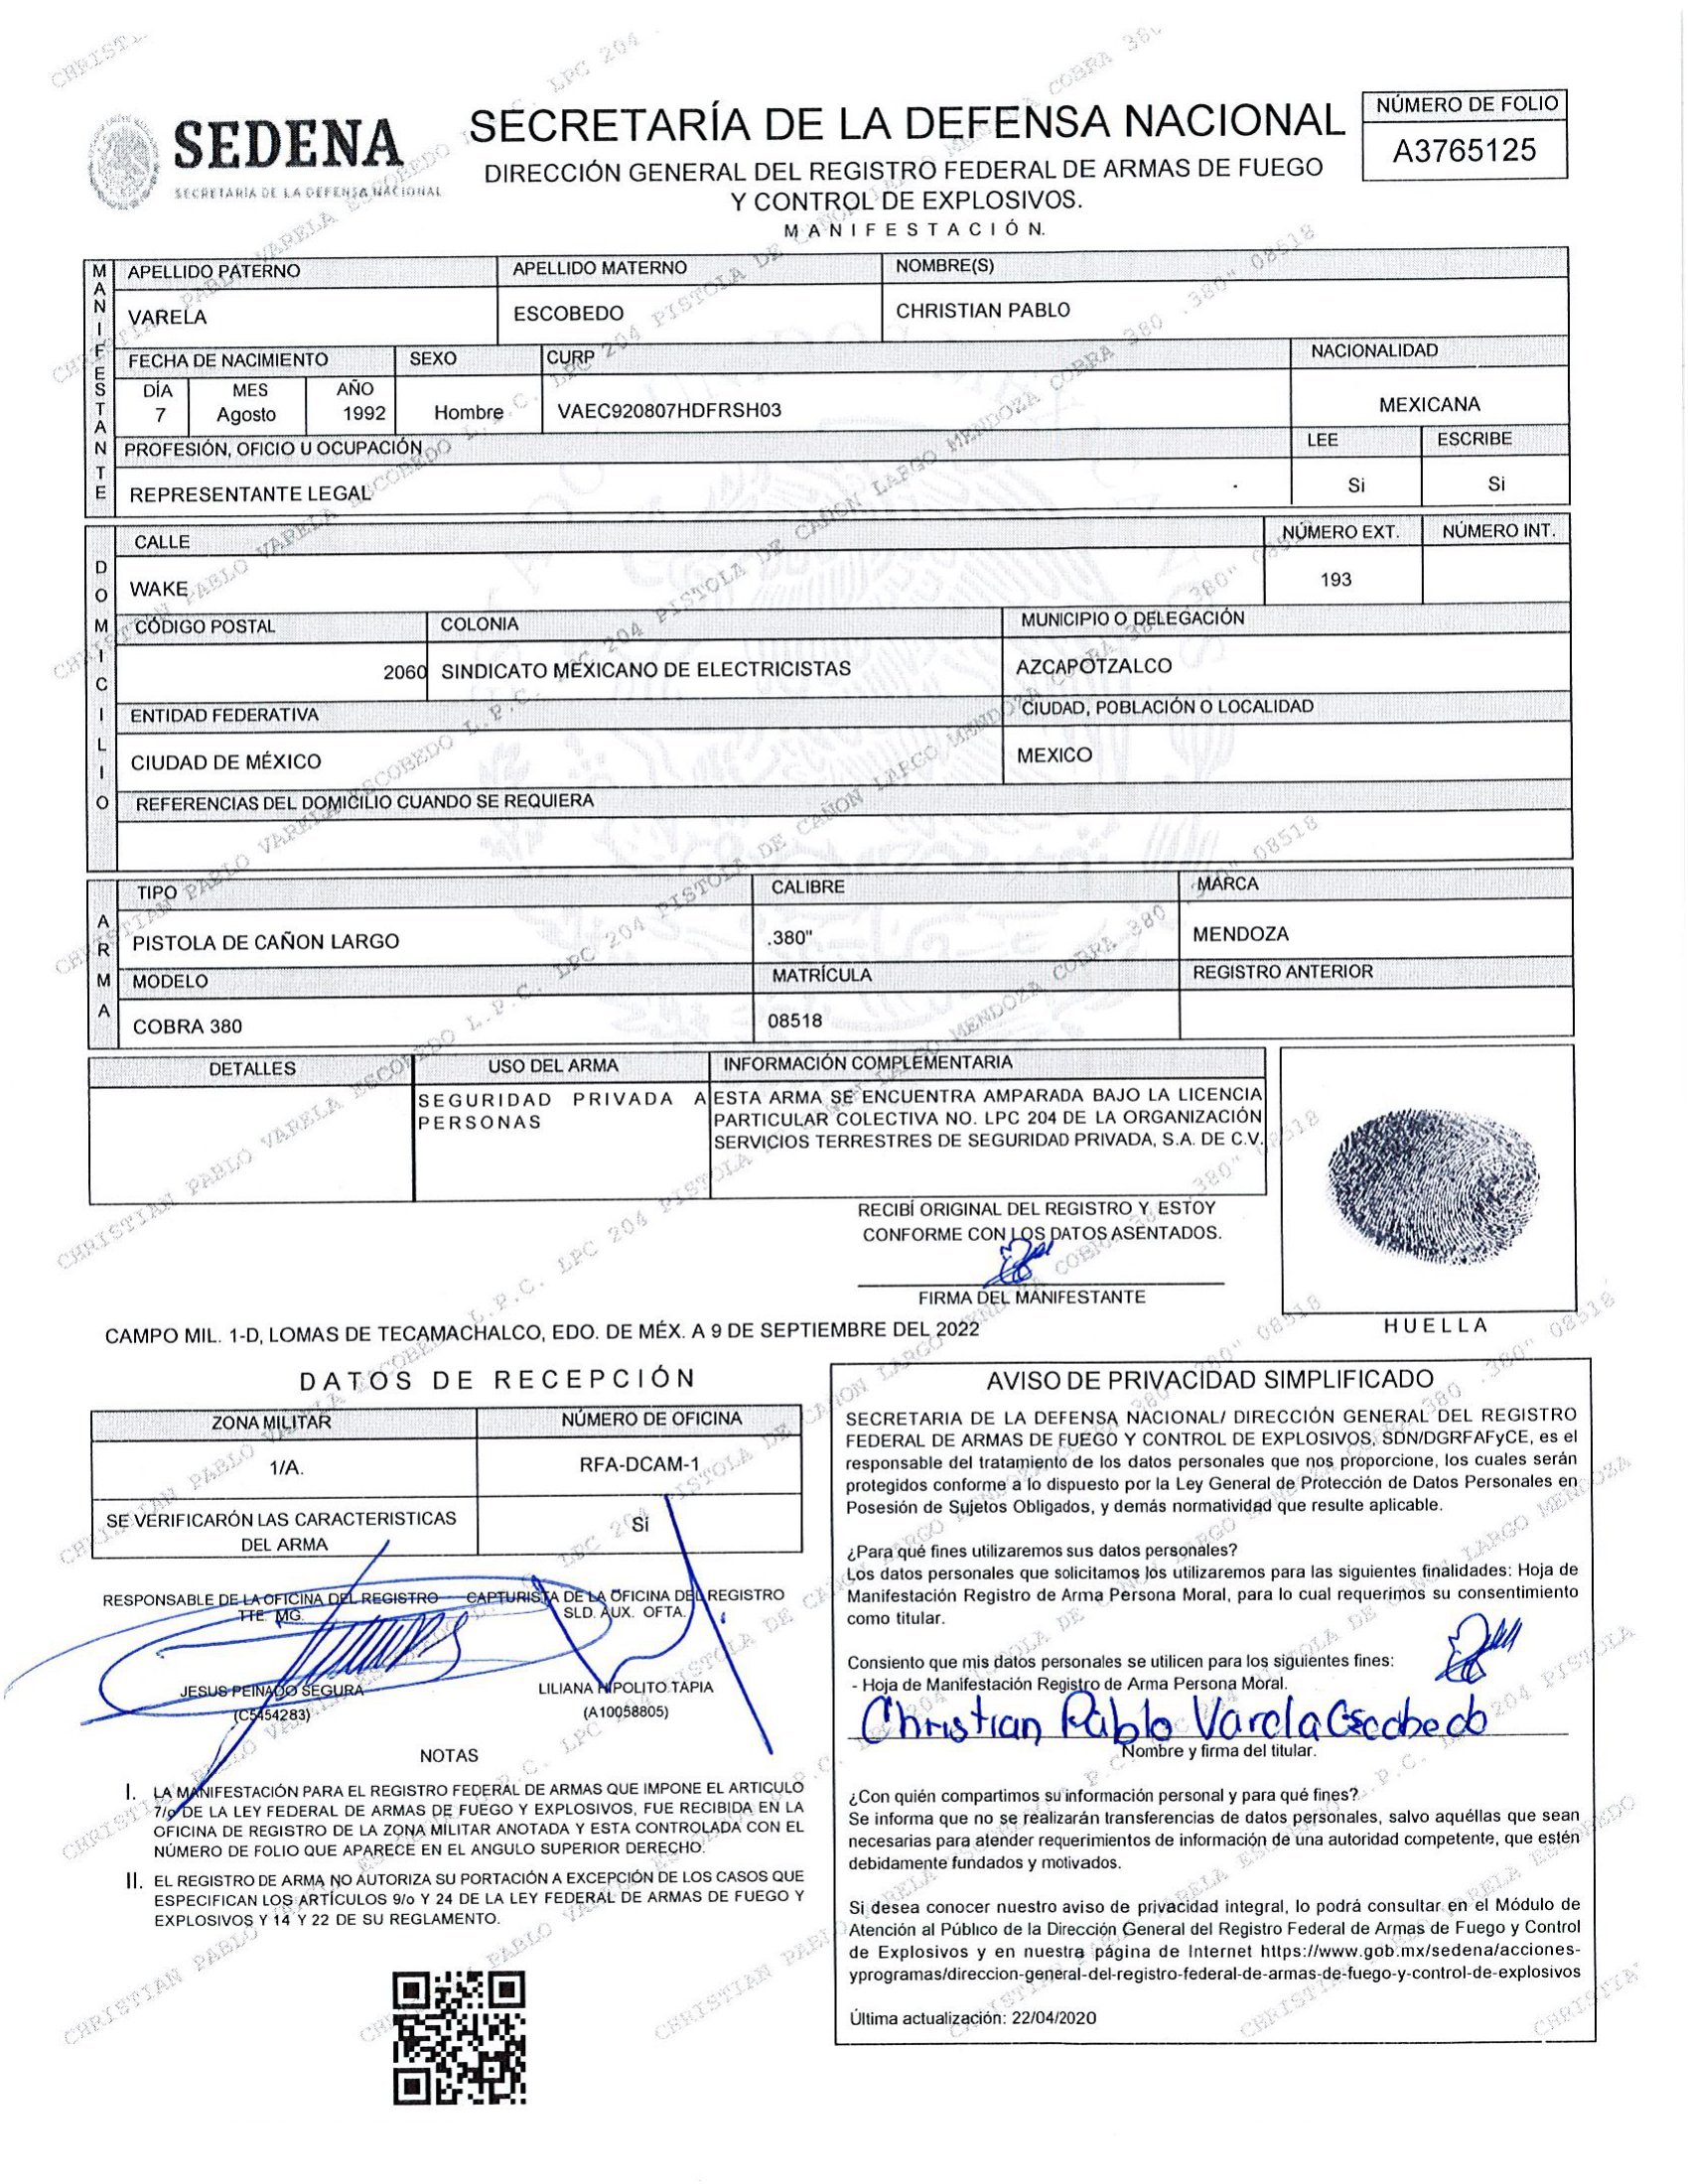 SEDENA
SECRETARÍA DE LA DEFENSA NACIONAL
SECRETARÍA DE LA DEFENSA NACIONAL
DIRECCIÓN GENERAL DEL REGISTRO FEDERAL DE ARMAS DE FUEGO
Y CONTROL DE EXPLOSIVOS.
MANIFESTACIÓN.
NÚMERO DE FOLIO
A3765125
MANIFESTANTE
APELLIDO PATERNO APELLIDO MATERNO NOMBRE(S)
VARELA ESCOBEDO CHRISTIAN PABLO
FECHA DE NACIMIENTO SEXO CURP NACIONALIDAD
DÍA MES AÑO
7 Agosto 1992 Hombre VAEC920807HDFRSH03 MEXICANA
PROFESIÓN, OFICIO U OCUPACIÓN LEE ESCRIBE
REPRESENTANTE LEGAL Si Si
DOMICILIO
CALLE NÚMERO EXT. NÚMERO INT.
WAKE 193
CÓDIGO POSTAL COLONIA MUNICIPIO O DELEGACIÓN
2060 SINDICATO MEXICANO DE ELECTRICISTAS AZCAPOTZALCO
ENTIDAD FEDERATIVA CIUDAD, POBLACIÓN O LOCALIDAD
CIUDAD DE MÉXICO MEXICO
REFERENCIAS DEL DOMICILIO CUANDO SE REQUIERA
ARMA
TIPO CALIBRE MARCA
PISTOLA DE CAÑON LARGO .380" MENDOZA
MODELO MATRÍCULA REGISTRO ANTERIOR
COBRA 380 08518
DETALLES USO DEL ARMA INFORMACIÓN COMPLEMENTARIA
SEGURIDAD PRIVADA A
PERSONAS
ESTA ARMA SE ENCUENTRA AMPARADA BAJO LA LICENCIA
PARTICULAR COLECTIVA NO. LPC 204 DE LA ORGANIZACIÓN
SERVICIOS TERRESTRES DE SEGURIDAD PRIVADA, S.A. DE C.V.
RECIBÍ ORIGINAL DEL REGISTRO Y ESTOY
CONFORME CON LOS DATOS ASENTADOS.
FIRMA DEL MANIFESTANTE
HUELLA
CAMPO MIL. 1-D, LOMAS DE TECAMACHALCO, EDO. DE MÉX. A 9 DE SEPTIEMBRE DEL 2022
DATOS DE RECEPCIÓN
ZONA MILITAR NÚMERO DE OFICINA
1/A. RFA-DCAM-1
SE VERIFICARÓN LAS CARACTERISTICAS
DEL ARMA
Sí
RESPONSABLE DE LA OFICINA DEL REGISTRO CAPTURISTA DE LA OFICINA DEL REGISTRO
TTE. MG. SLD. AUX. OFTA.
JESUS PEINADO SEGURA LILIANA HIPOLITO TAPIA
(C5454283) (A10058805)
NOTAS
I. LA MANIFESTACIÓN PARA EL REGISTRO FEDERAL DE ARMAS QUE IMPONE EL ARTICULO
7/o DE LA LEY FEDERAL DE ARMAS DE FUEGO Y EXPLOSIVOS, FUE RECIBIDA EN LA
OFICINA DE REGISTRO DE LA ZONA MILITAR ANOTADA Y ESTA CONTROLADA CON EL
NÚMERO DE FOLIO QUE APARECE EN EL ANGULO SUPERIOR DERECHO.
II. EL REGISTRO DE ARMA NO AUTORIZA SU PORTACIÓN A EXCEPCIÓN DE LOS CASOS QUE
ESPECIFICAN LOS ARTÍCULOS 9/o Y 24 DE LA LEY FEDERAL DE ARMAS DE FUEGO Y
EXPLOSIVOS Y 14 Y 22 DE SU REGLAMENTO.
AVISO DE PRIVACIDAD SIMPLIFICADO
SECRETARIA DE LA DEFENSA NACIONAL/ DIRECCIÓN GENERAL DEL REGISTRO
FEDERAL DE ARMAS DE FUEGO Y CONTROL DE EXPLOSIVOS, SDN/DGRFAFyCE, es el
responsable del tratamiento de los datos personales que nos proporcione, los cuales serán
protegidos conforme a lo dispuesto por la Ley General de Protección de Datos Personales en
Posesión de Sujetos Obligados, y demás normatividad que resulte aplicable.
¿Para qué fines utilizaremos sus datos personales?
Los datos personales que solicitamos los utilizaremos para las siguientes finalidades: Hoja de
Manifestación Registro de Arma Persona Moral, para lo cual requerimos su consentimiento
como titular.
Consiento que mis datos personales se utilicen para los siguientes fines:
- Hoja de Manifestación Registro de Arma Persona Moral.
Christian Pablo Varela Escobedo
Nombre y firma del titular.
¿Con quién compartimos su información personal y para qué fines?
Se informa que no se realizarán transferencias de datos personales, salvo aquéllas que sean
necesarias para atender requerimientos de información de una autoridad competente, que estén
debidamente fundados y motivados.
Si desea conocer nuestro aviso de privacidad integral, lo podrá consultar en el Módulo de
Atención al Público de la Dirección General del Registro Federal de Armas de Fuego y Control
de Explosivos y en nuestra página de Internet https://www.gob.mx/sedena/acciones-
yprogramas/direccion-general-del-registro-federal-de-armas-de-fuego-y-control-de-explosivos
Última actualización: 22/04/2020